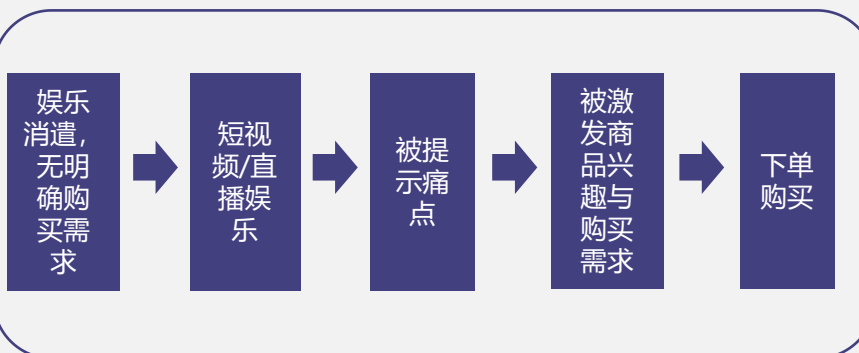 娱乐
消遣，
无明
确购
买需
求
短视
频/直
播娱
乐
被提
示痛
点
被激
发商
品兴
趣与
购买
需求
下单
购买